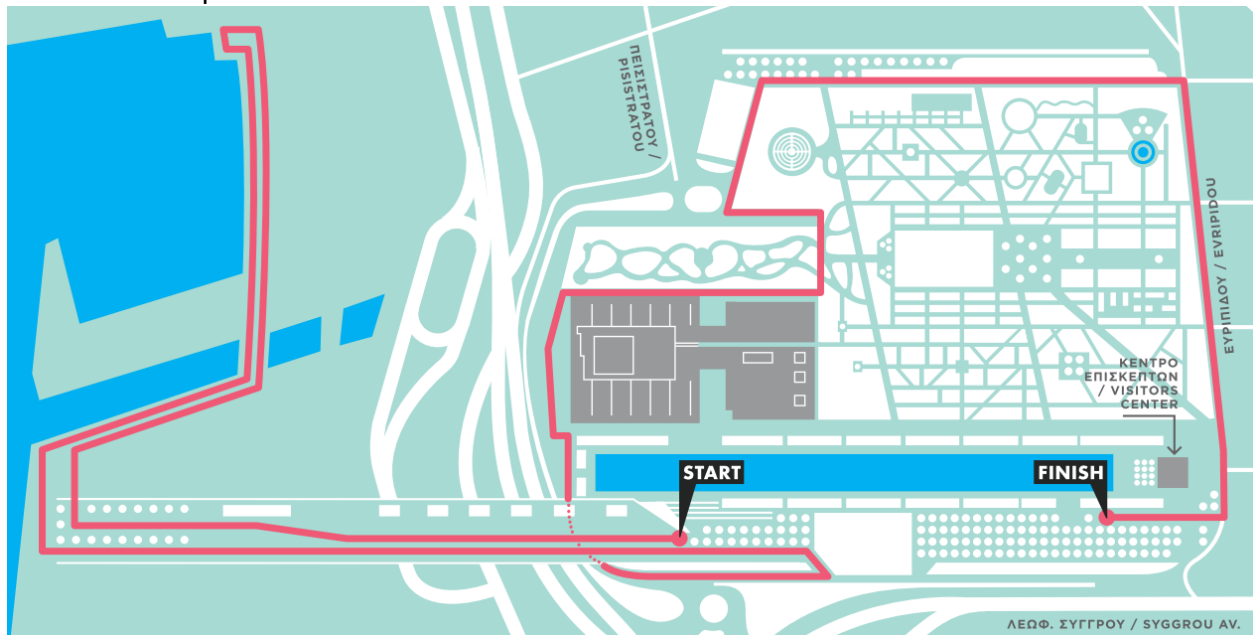 ΠΕΙΣΙΣΤΡΑΤΟΥ /
PISISTRATOU
ΕΥΡΙΠΙΔΟΥ / EVRIPIDOU
ΚΕΝΤΡΟ
ΕΠΙΣΚΕΠΤΩΝ
/ VISITORS
CENTER
START
FINISH
ΛΕΩΦ. ΣΥΓΓΡΟΥ / SYGGROU AV.